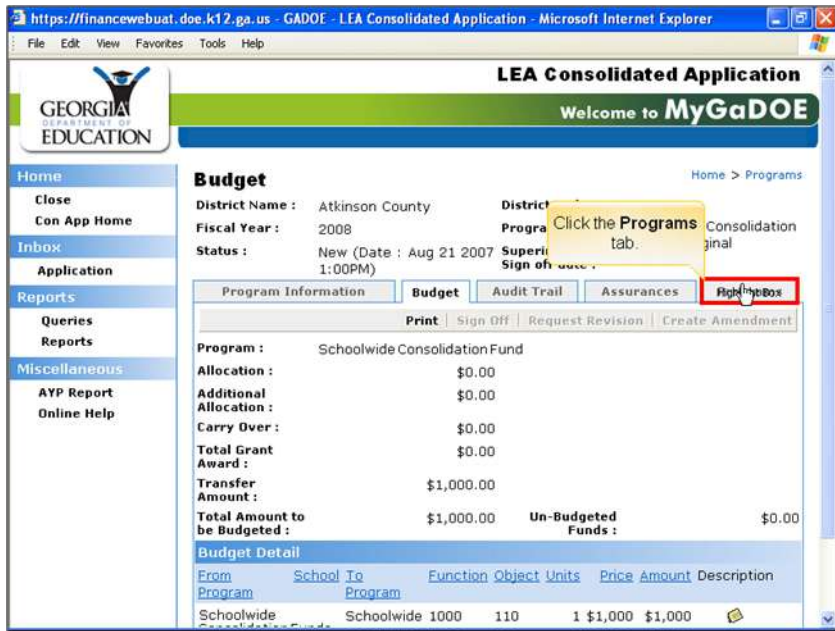 https://financewebuat.doe.k12.ga.us - GADOE - LEA Consolidated Application - Microsoft Internet Explorer
File Edit View Favorites Tools Help
GEORGIA
DEPARTMENT OF
EDUCATION
LEA Consolidated Application
Welcome to MyGaDOE
Home
Close
Con App Home
Inbox
Application
Reports
Queries
Reports
Miscellaneous
AYP Report
Online Help
Budget
Home > Programs
District Name : Atkinson County District
Fiscal Year : 2008 Consolidation
Status : New (Date : Aug 21 2007 1:00PM)
Click the Programs
tab.
Program Information Budget Audit Trail Assurances
Print | Sign Off | Request Revision | Create Amendment
Program : Schoolwide Consolidation Fund
Allocation : $0.00
Additional
Allocation : $0.00
Carry Over : $0.00
Total Grant
Award : $0.00
Transfer
Amount : $1,000.00
Total Amount to
be Budgeted : $1,000.00 Un-Budgeted
Funds : $0.00
Budget Detail
From School To Function Object Units Price Amount Description
Program Program
Schoolwide Schoolwide 1000 110 1 $1,000 $1,000